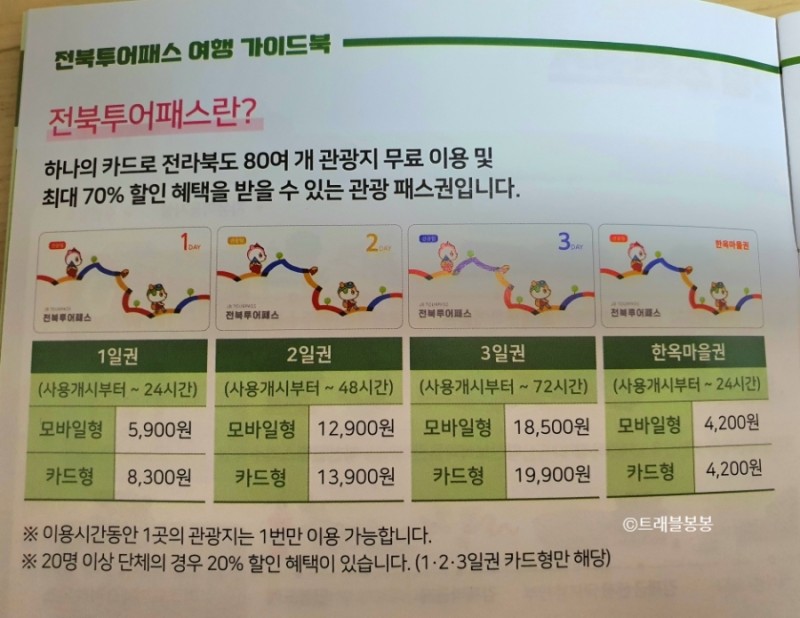 전북투어패스 여행 가이드북
전북투어패스란?
하나의 카드로 전라북도 80여 개 관광지 무료 이용 및
최대 70% 할인 혜택을 받을 수 있는 관광 패스권입니다.
1DAY 2DAY 3DAY 한옥마을권
전북투어패스 전북투어패스 전북투어패스 전북투어패스
1일권 2일권 3일권 한옥마을권
(사용개시부터 ~ 24시간) (사용개시부터 ~ 48시간) (사용개시부터 ~ 72시간) (사용개시부터 ~ 24시간)
모바일형 5,900원 모바일형 12,900원 모바일형 18,500원 모바일형 4,200원
카드형 8,300원 카드형 13,900원 카드형 19,900원 카드형 4,200원
©트래블봉봉
※ 이용시간동안 1곳의 관광지는 1번만 이용 가능합니다.
※ 20명 이상 단체의 경우 20% 할인 혜택이 있습니다. (1·2·3일권 카드형만 해당)